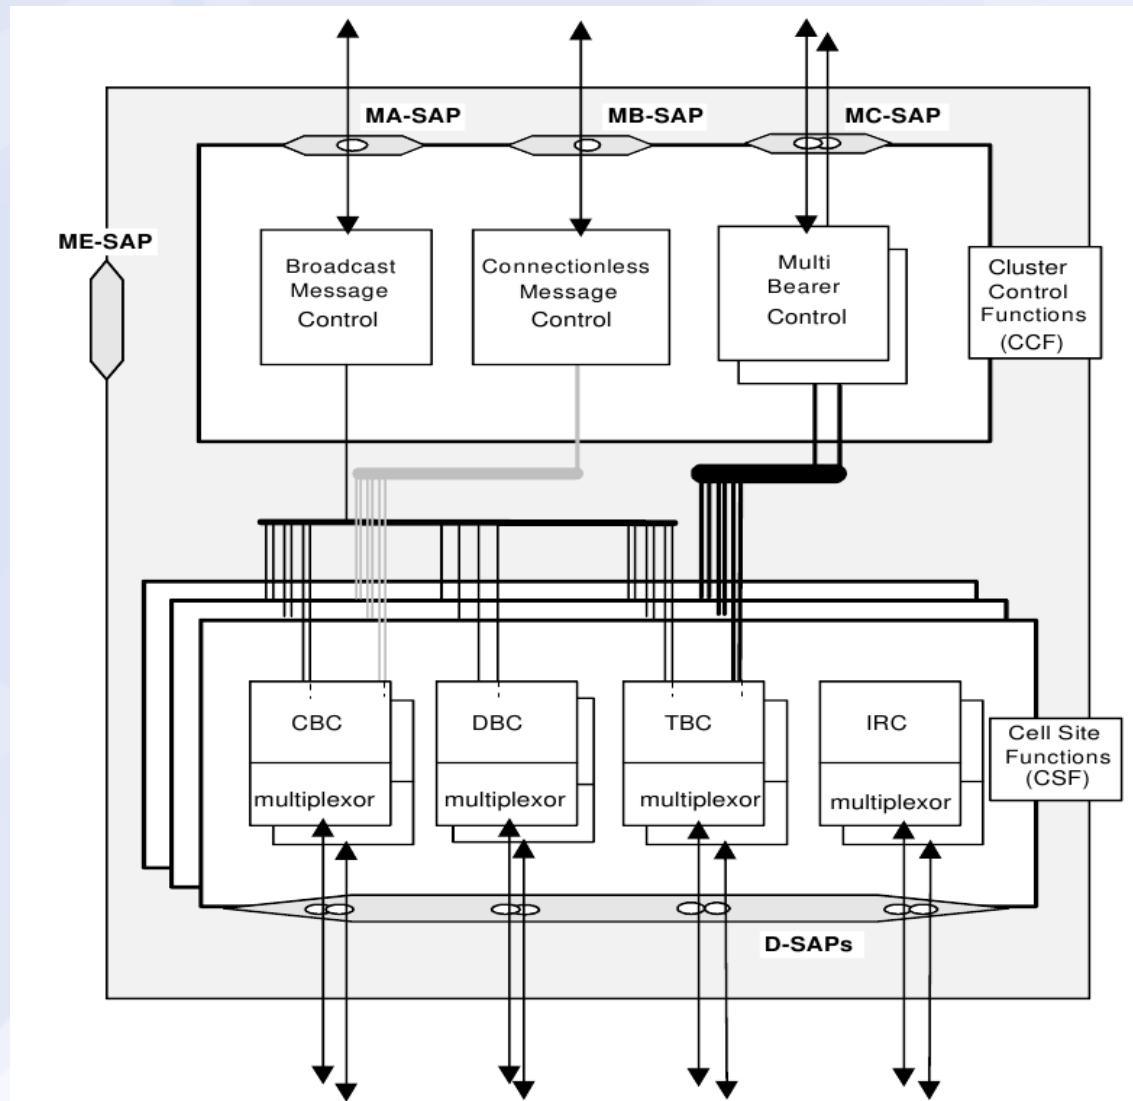 MA-SAP
MB-SAP
MC-SAP
ME-SAP
Broadcast
Message
Control
Connectionless
Message
Control
Multi
Bearer
Control
Cluster
Control
Functions
(CCF)
CBC
multiplexor
DBC
multiplexor
TBC
multiplexor
IRC
multiplexor
Cell Site
Functions
(CSF)
D-SAPs